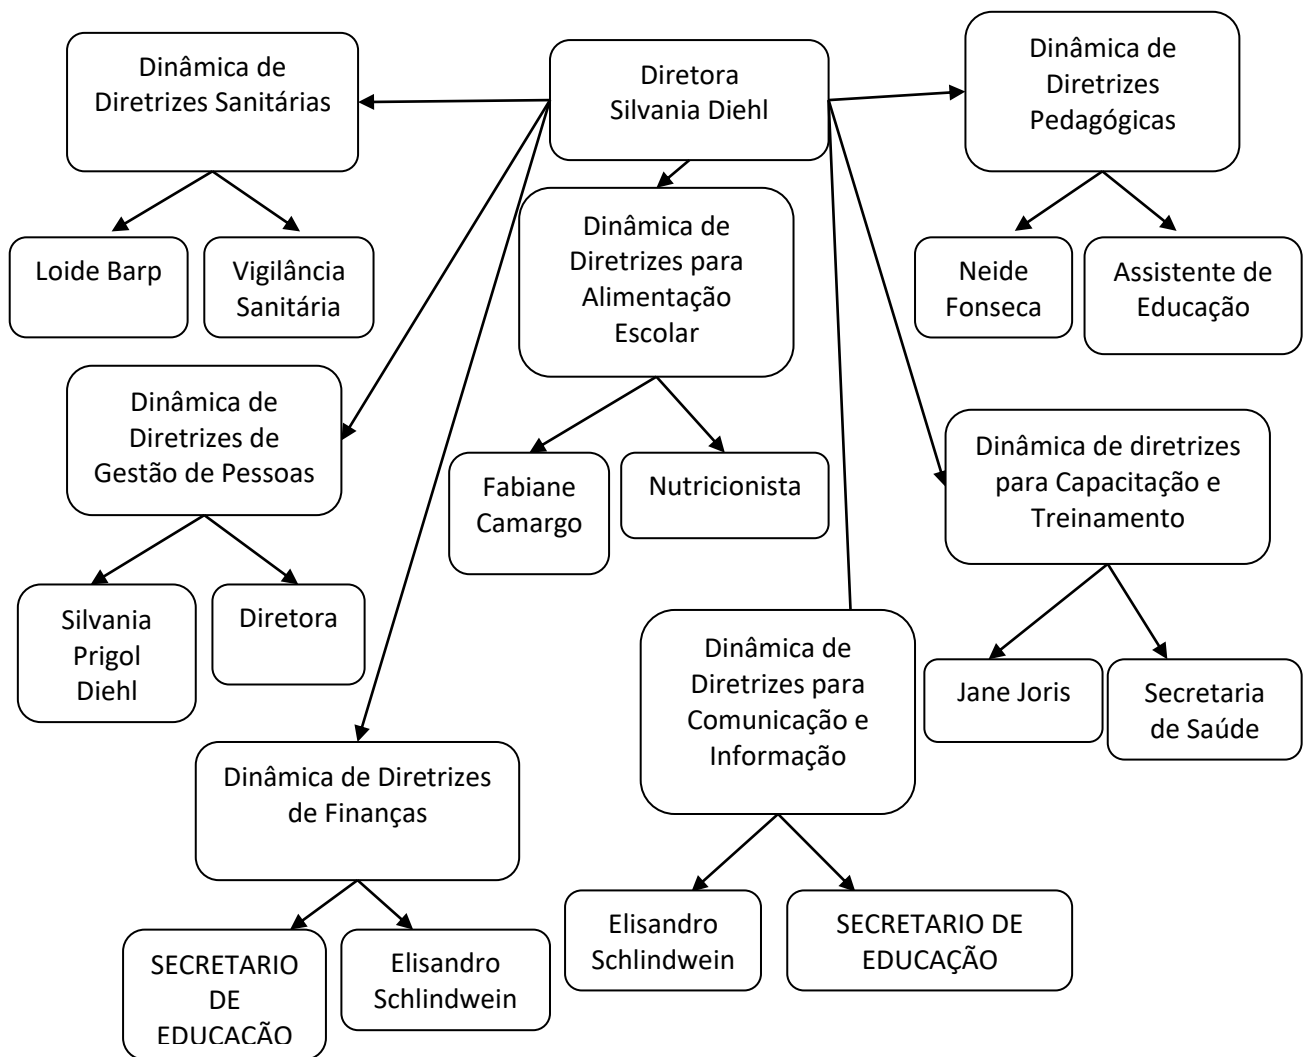 Dinâmica de
Diretrizes Sanitárias
Diretora
Silvania Diehl
Dinâmica de
Diretrizes
Pedagógicas
Loide Barp
Vigilância
Sanitária
Dinâmica de
Diretrizes para
Alimentação
Escolar
Neide
Fonseca
Assistente de
Educação
Dinâmica de
Diretrizes de
Gestão de Pessoas
Fabiane
Camargo
Nutricionista
Dinâmica de diretrizes
para Capacitação e
Treinamento
Silvania
Prigol
Diehl
Diretora
Dinâmica de
Diretrizes para
Comunicação e
Informação
Jane Joris
Secretaria
de Saúde
Dinâmica de Diretrizes
de Finanças
SECRETARIO
DE
EDUCAÇÃO
Elisandro
Schlindwein
Elisandro
Schlindwein
SECRETARIO DE
EDUCAÇÃO